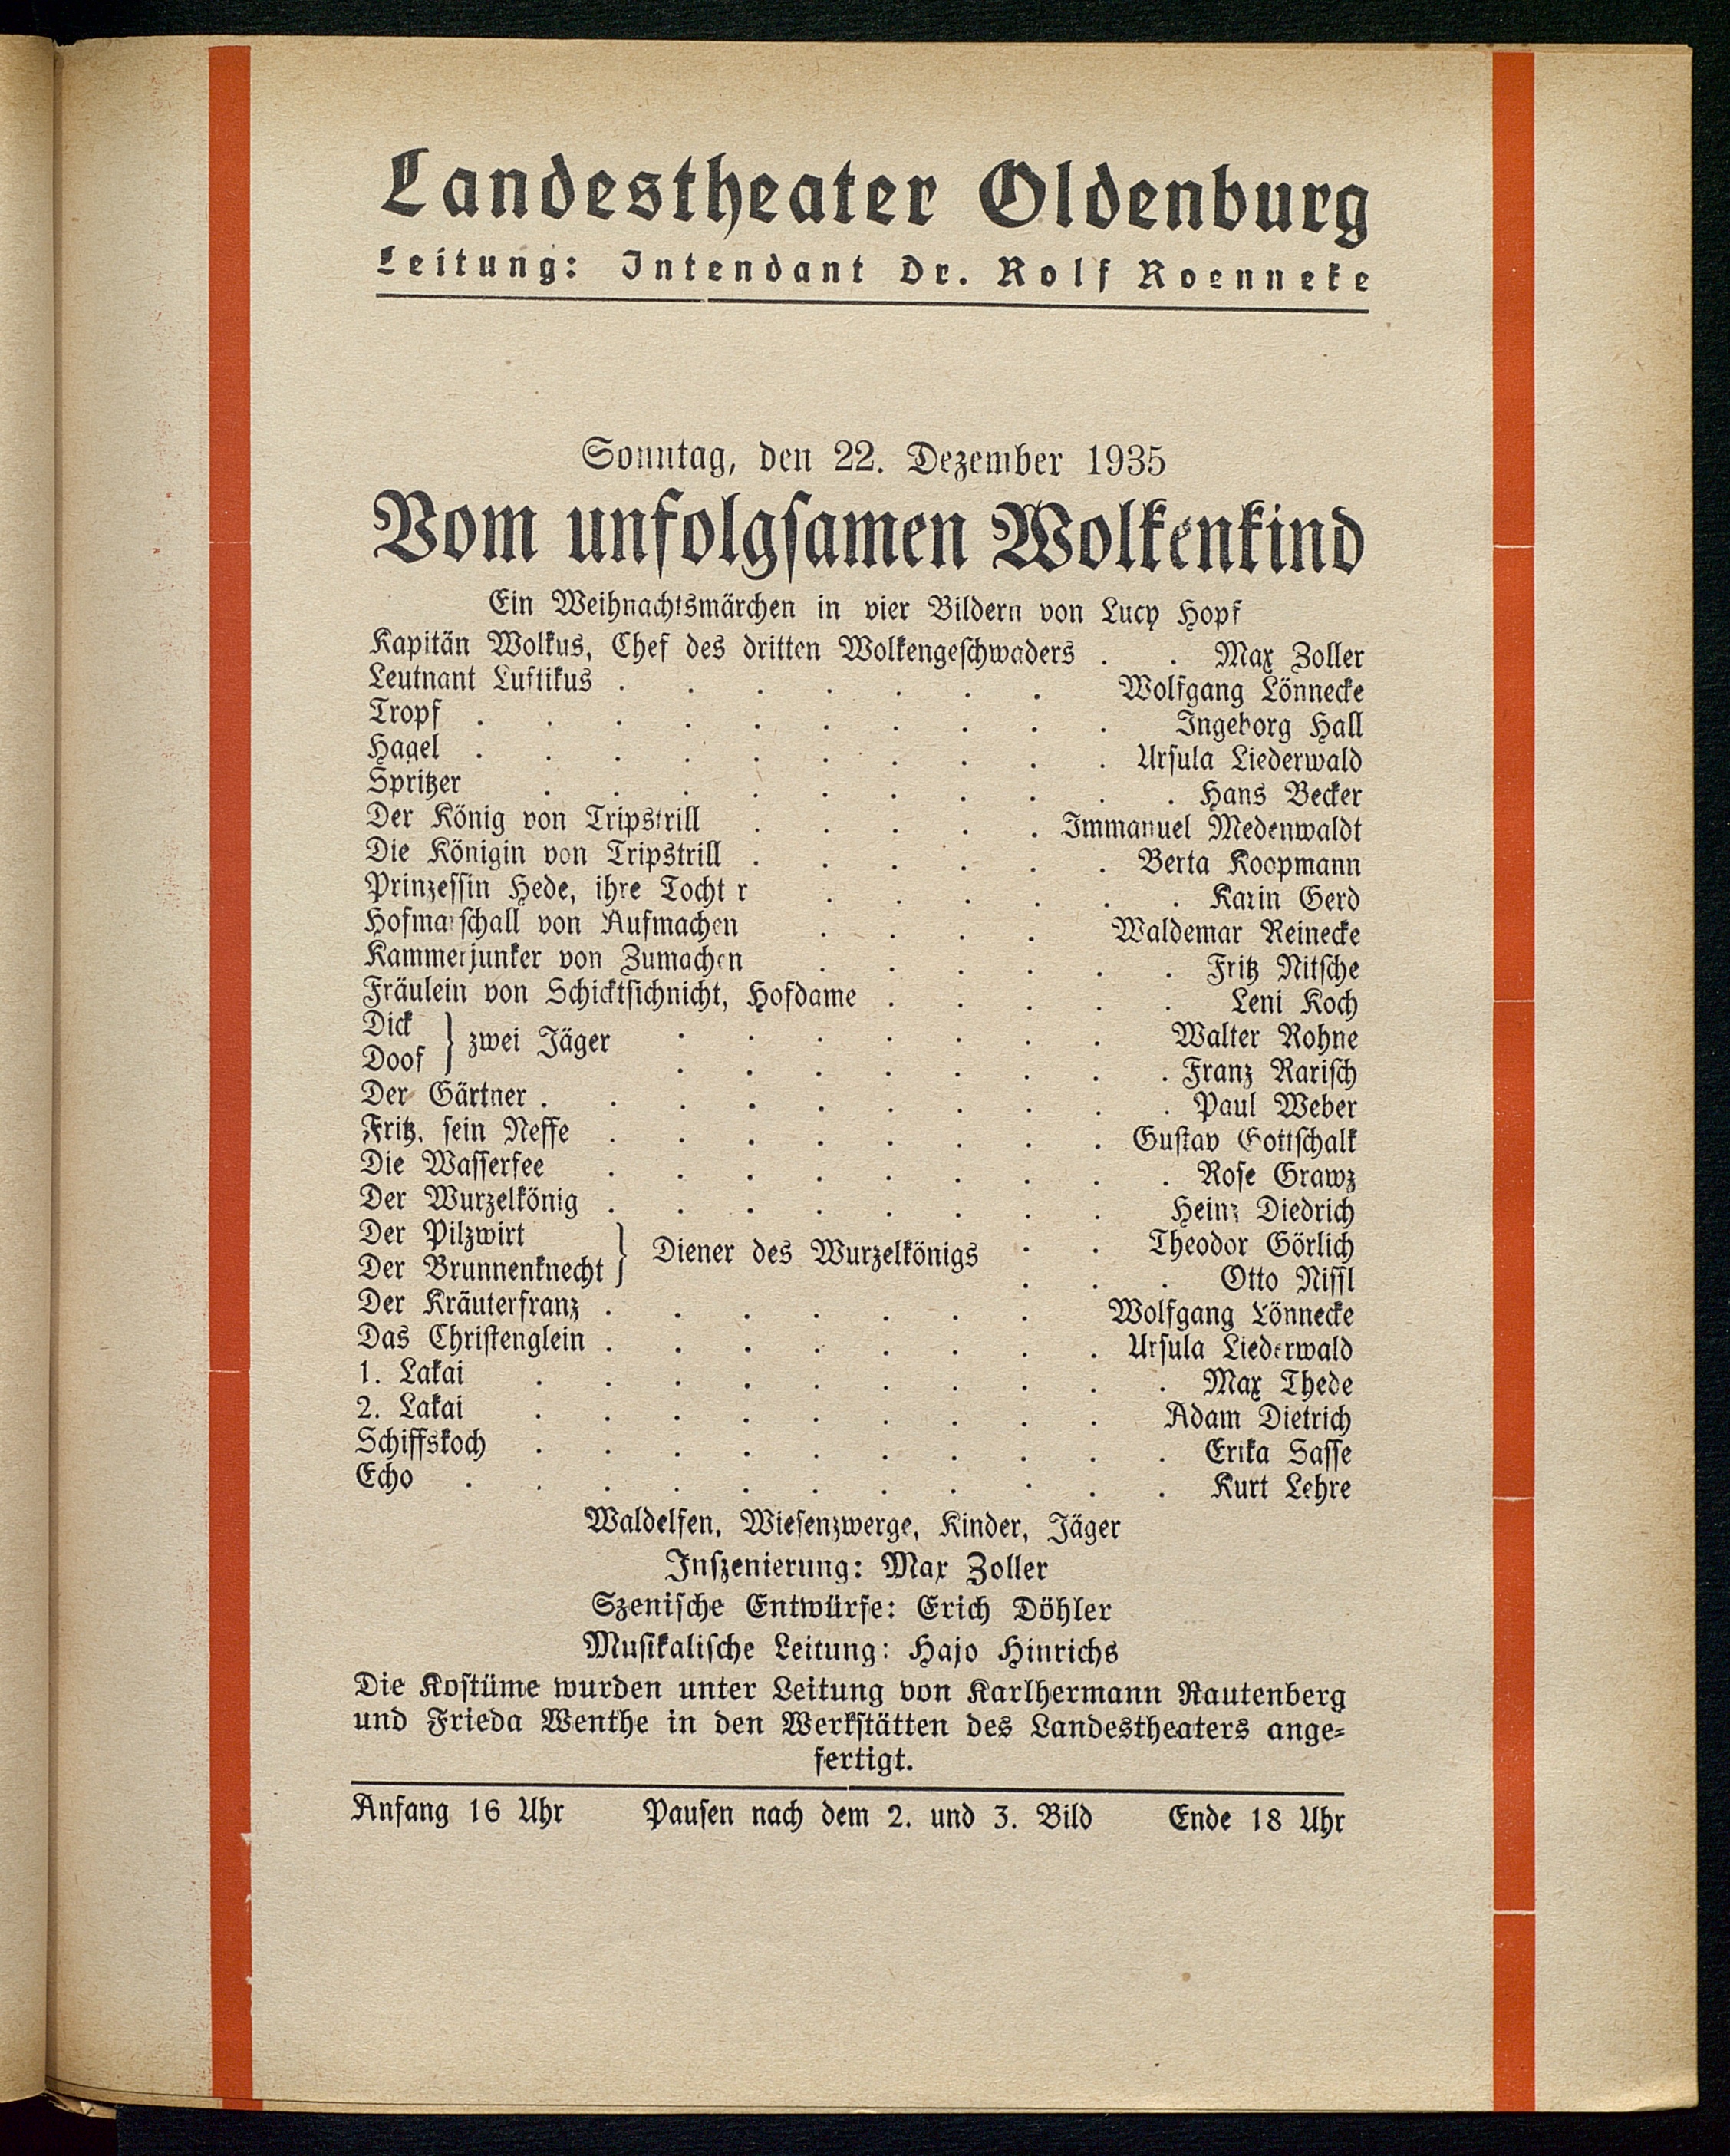 Landestheater Oldenburg
Leitung: Intendant Dr. Rolf Roenneke
Sonntag, den 22. Dezember 1935
Vom unfolgsamen Wolkenkind
Ein Weihnachtsmärchen in vier Bildern von Lucy Hopf
Kapitän Wolkus, Chef des dritten Wolkengeschwaders . . Max Zoller
Leutnant Luftikus . . . . . . . Wolfgang Lönnecke
Tropf . . . . . . . . . . Ingeborg Hall
Hagel . . . . . . . . . . Ursula Liederwald
Spritzer . . . . . . . . . . Hans Becker
Der König von Tripstrill . . . . . Immanuel Medenwaldt
Die Königin von Tripstrill . . . . . . Berta Koopmann
Prinzessin Hede, ihre Tocht r . . . . . . Karin Gerd
Hofmarschall von Aufmachen . . . . Waldemar Reinecke
Kammerjunker von Zumachen . . . . . . Fritz Nitsche
Fräulein von Schicktsichnicht, Hofdame . . . . . Leni Koch
Dick } zwei Jäger . . . . . . . Walter Rohne
Doof } . . . . . . . . Franz Rarisch
Der Gärtner . . . . . . . . . . Paul Weber
Fritz, sein Neffe . . . . . . . . Gustav Gottschalk
Die Wasserfee . . . . . . . . . Rose Grawz
Der Wurzelkönig . . . . . . . . Heinz Diedrich
Der Pilzwirt } Diener des Wurzelkönigs . . Theodor Görlich
Der Brunnenknecht } . . . Otto Nissl
Der Kräuterfranz . . . . . . . Wolfgang Lönnecke
Das Christenglein . . . . . . . . Ursula Liederwald
1. Lakai . . . . . . . . . . Max Thede
2. Lakai . . . . . . . . . Adam Dietrich
Schiffskoch . . . . . . . . . . Erika Sasse
Echo . . . . . . . . . . . Kurt Lehre
Waldelfen, Wiesenzwerge, Kinder, Jäger
Inszenierung: Max Zoller
Szenische Entwürfe: Erich Döhler
Musikalische Leitung: Hajo Hinrichs
Die Kostüme wurden unter Leitung von Karlhermann Rautenberg
und Frieda Wenthe in den Werkstätten des Landestheaters ange-
fertigt.
Anfang 16 Uhr Pausen nach dem 2. und 3. Bild Ende 18 Uhr